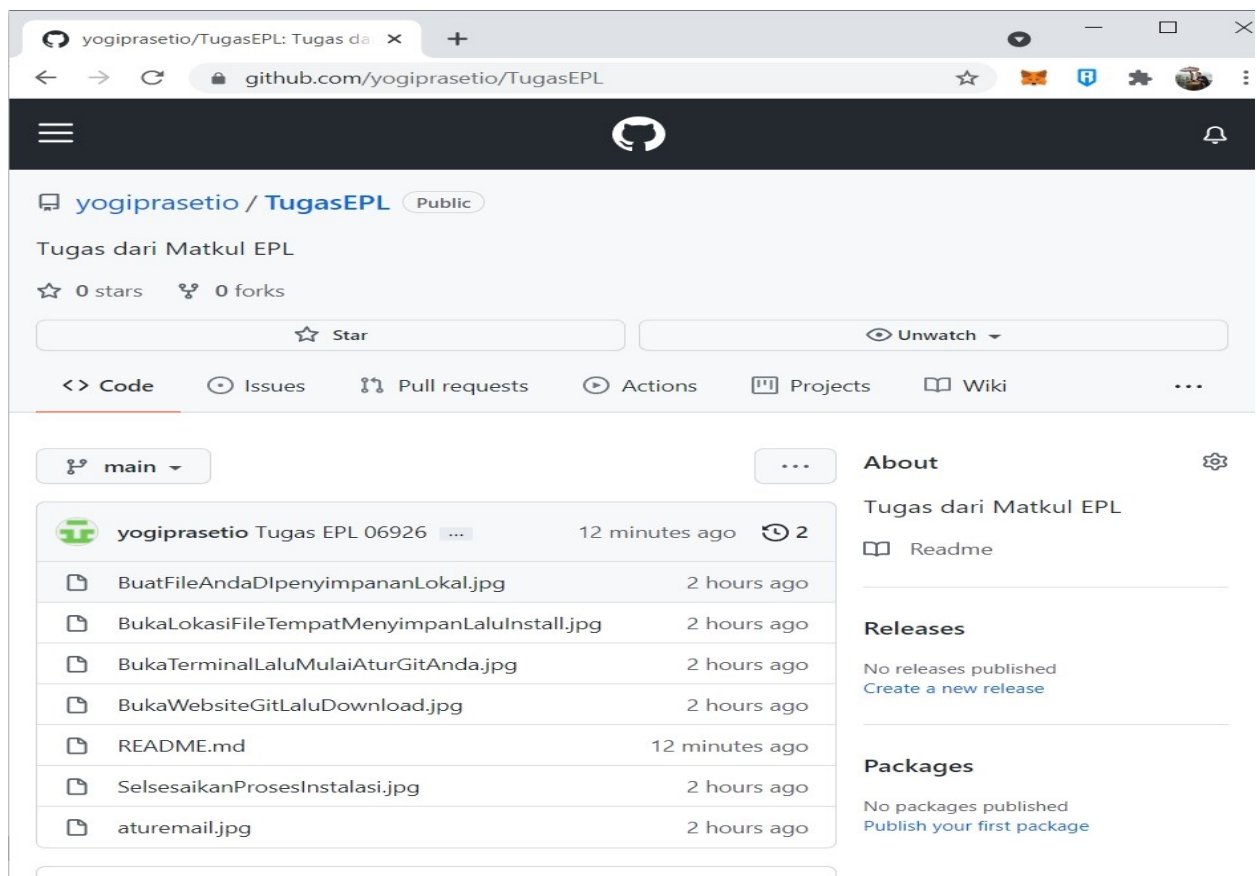 yogiprasetio/TugasEPL: Tugas da
github.com/yogiprasetio/TugasEPL
yogiprasetio / TugasEPL Public
Tugas dari Matkul EPL
0 stars 0 forks
Star Unwatch
Code Issues Pull requests Actions Projects Wiki ...
main ... About
Tugas dari Matkul EPL
yogiprasetio Tugas EPL 06926 ... 12 minutes ago 2
Readme
BuatFileAndaDIpenyimpananLokal.jpg 2 hours ago
BukaLokasiFileTempatMenyimpanLaluInstall.jpg 2 hours ago
Releases
BukaTerminalLaluMulaiAturGitAnda.jpg 2 hours ago
No releases published
Create a new release
BukaWebsiteGitLaluDownload.jpg 2 hours ago
README.md 12 minutes ago
Packages
SelsesaikanProsesInstalasi.jpg 2 hours ago
No packages published
Publish your first package
aturemail.jpg 2 hours ago